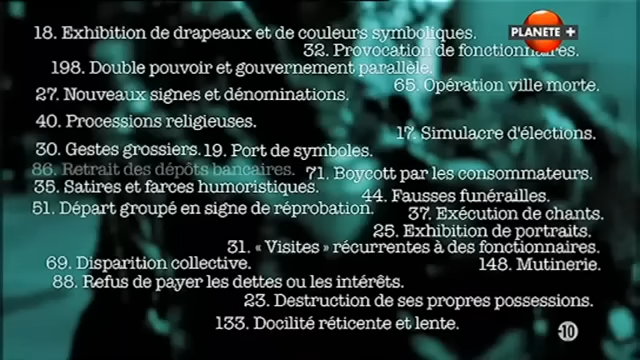 18. Exhibition de drapeaux et de couleurs symboliques.
PLANETE +
32. Provocation de fonctionnaires.
198. Double pouvoir et gouvernement parallèle.
65. Opération ville morte.
27. Nouveaux signes et dénominations.
40. Processions religieuses.
17. Simulacre d'élections.
30. Gestes grossiers.
19. Port de symboles.
86. Retrait des dépôts bancaires.
71. Boycott par les consommateurs.
35. Satires et farces humoristiques.
44. Fausses funérailles.
51. Départ groupé en signe de réprobation.
37. Exécution de chants.
25. Exhibition de portraits.
31. « Visites » récurrentes à des fonctionnaires.
69. Disparition collective.
148. Mutinerie.
88. Refus de payer les dettes ou les intérêts.
23. Destruction de ses propres possessions.
133. Docilité réticente et lente.
-10